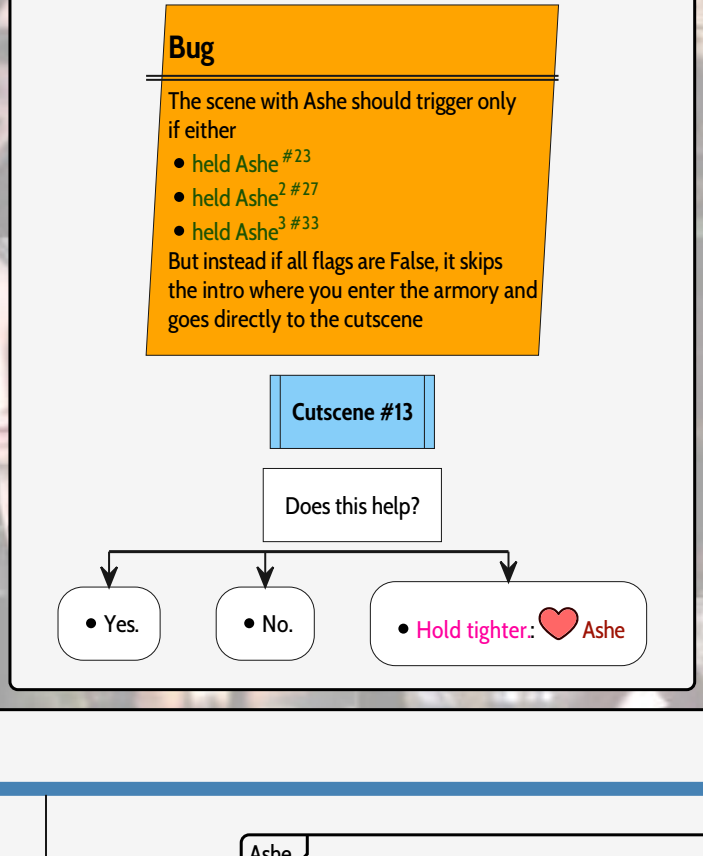 Bug
The scene with Ashe should trigger only
if either
• held Ashe #23
• held Ashe2 #27
• held Ashe3 #33
But instead if all flags are False, it skips
the intro where you enter the armory and
goes directly to the cutscene
Cutscene #13
Does this help?
• Yes.
• No.
• Hold tighter.: Ashe
Ashe